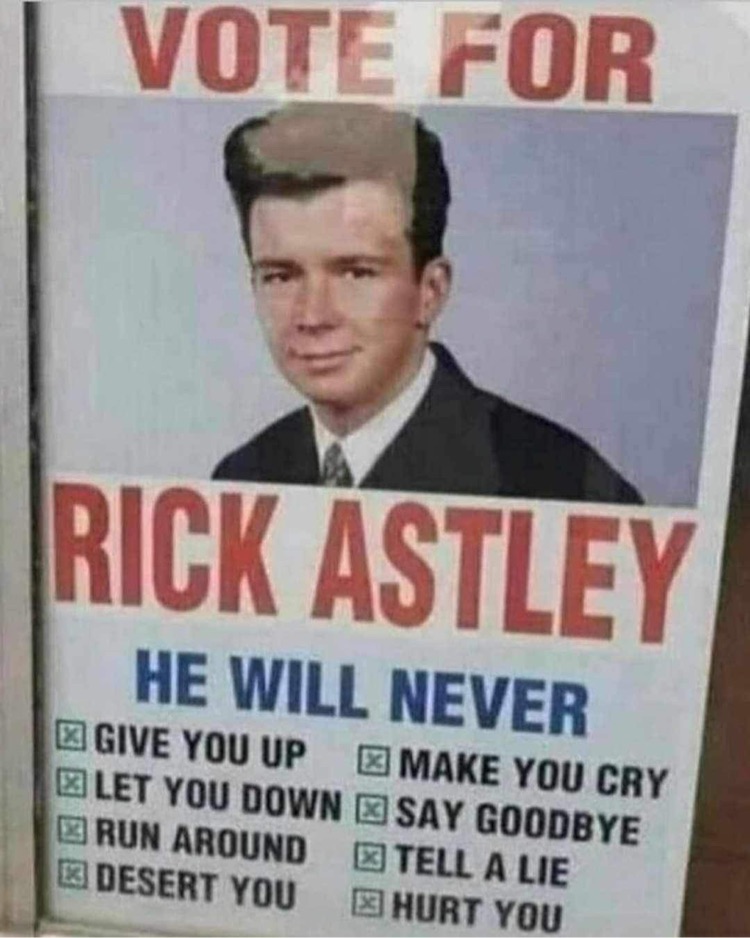 VOTE FOR
RICK ASTLEY
HE WILL NEVER
GIVE YOU UP
LET YOU DOWN
RUN AROUND
DESERT YOU
MAKE YOU CRY
SAY GOODBYE
TELL A LIE
HURT YOU